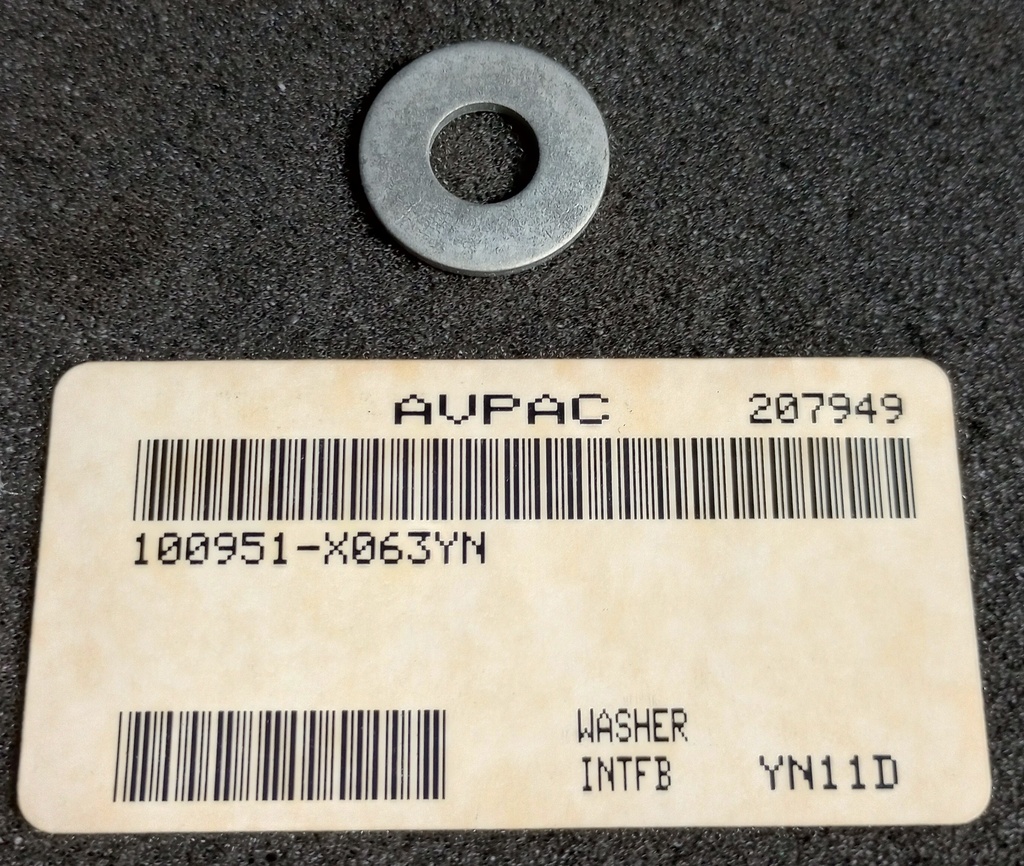 AVPAC 207949
100951-X063YN
WASHER
INTFB YN11D